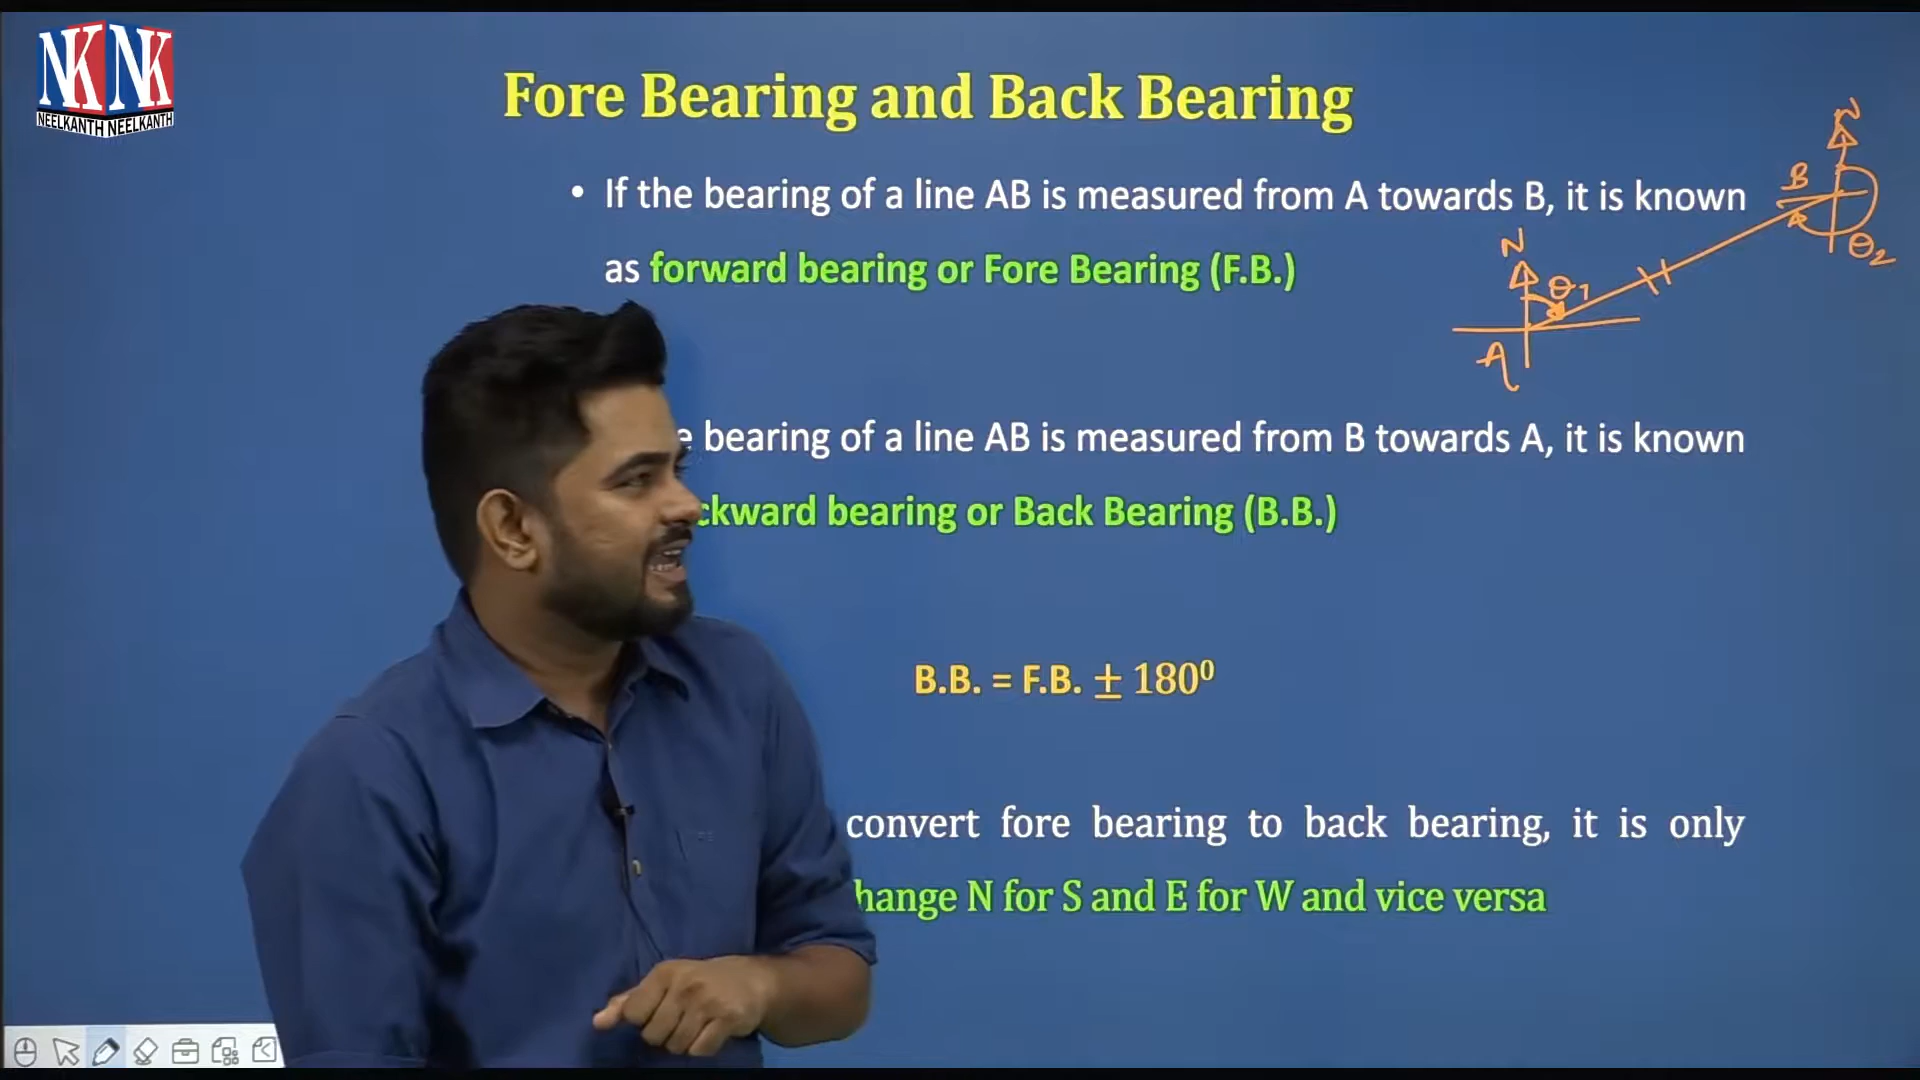 NK NK
NEELKANTH NEELKANTH
Fore Bearing and Back Bearing
• If the bearing of a line AB is measured from A towards B, it is known
as forward bearing or Fore Bearing (F.B.)
N
B
θ2
N
θ1
A
bearing of a line AB is measured from B towards A, it is known
bearing or Back Bearing (B.B.)
B.B. = F.B. ± 180⁰
convert fore bearing to back bearing, it is only
N for S and E for W and vice versa